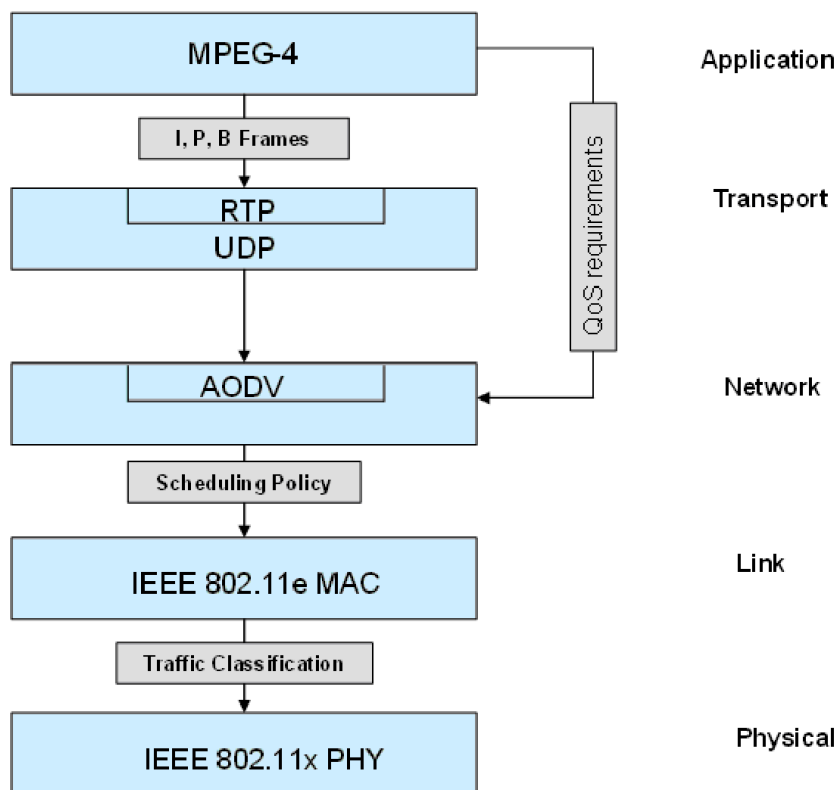 MPEG-4
Application
I, P, B Frames
QoS requirements
RTP
Transport
UDP
AODV
Network
Scheduling Policy
IEEE 802.11e MAC
Link
Traffic Classification
IEEE 802.11x PHY
Physical